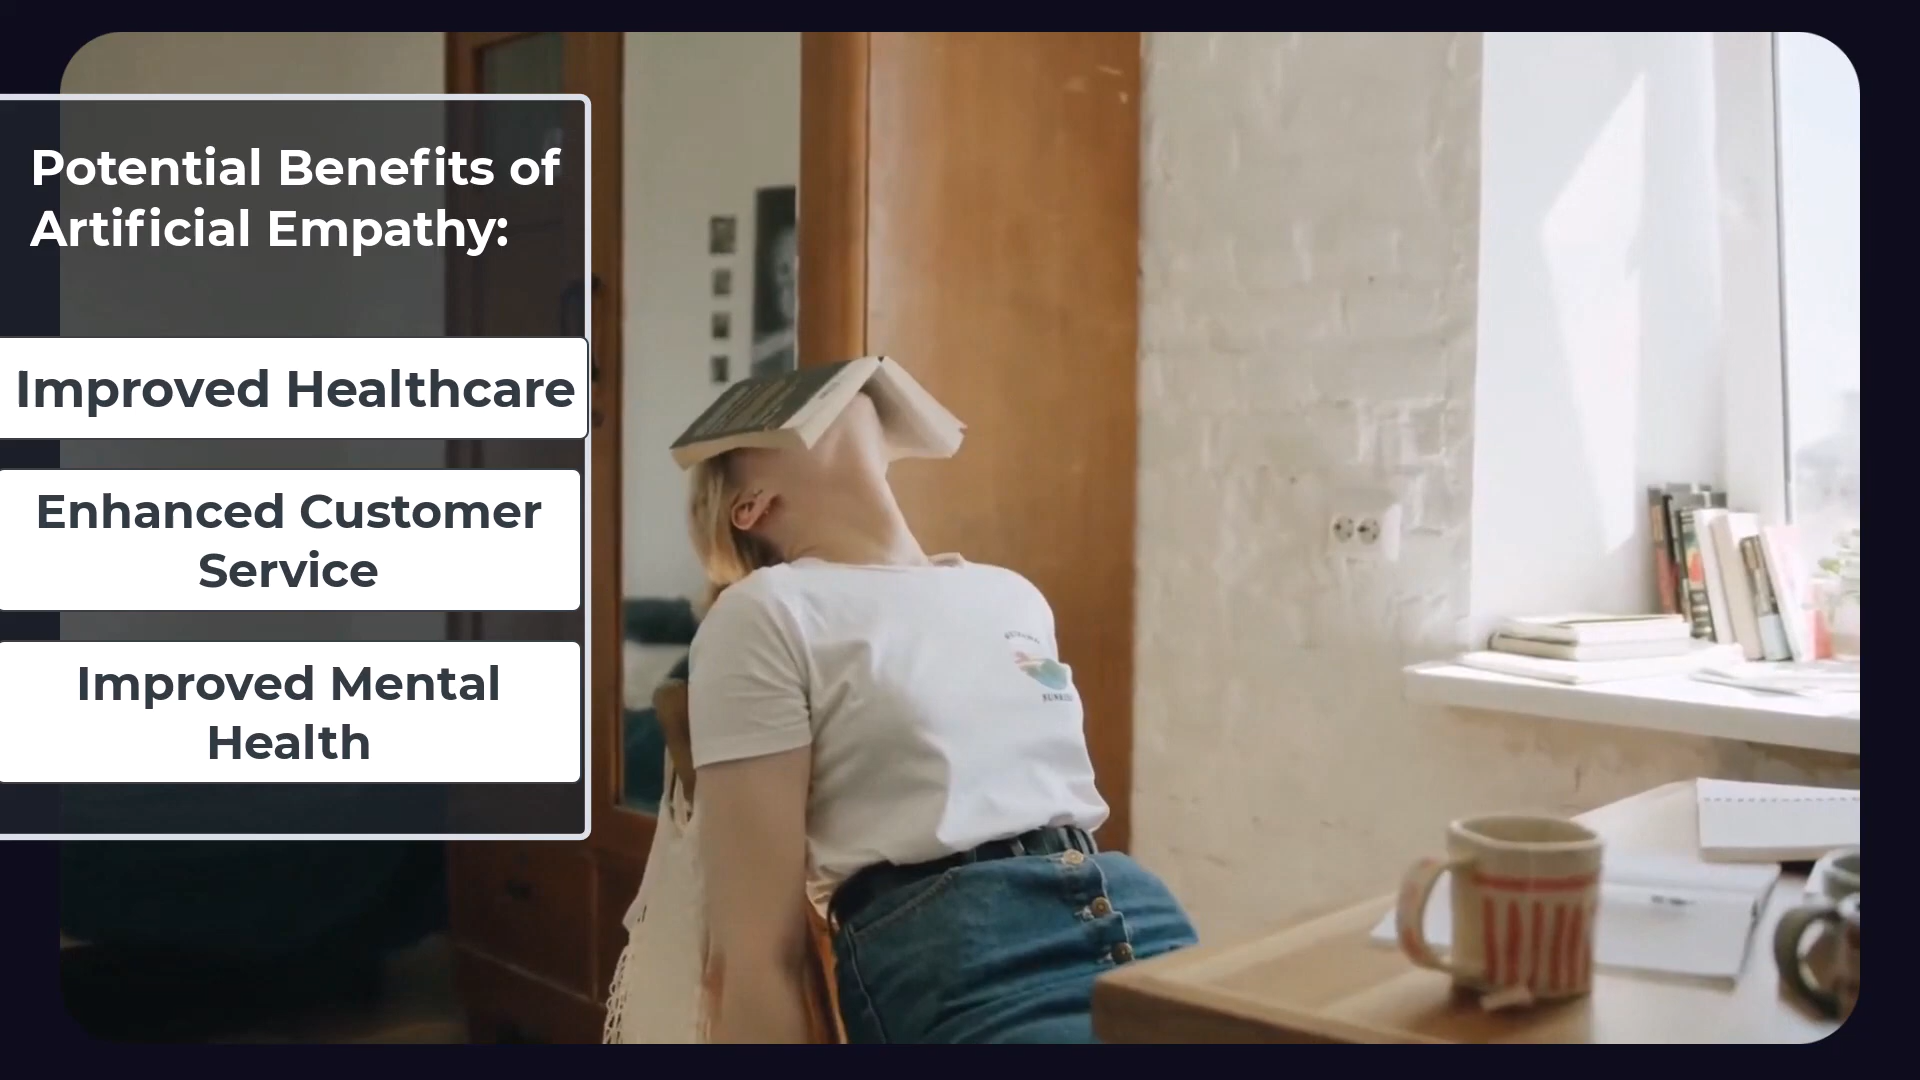 Potential Benefits of
Artificial Empathy:
Improved Healthcare
Enhanced Customer
Service
Improved Mental
Health